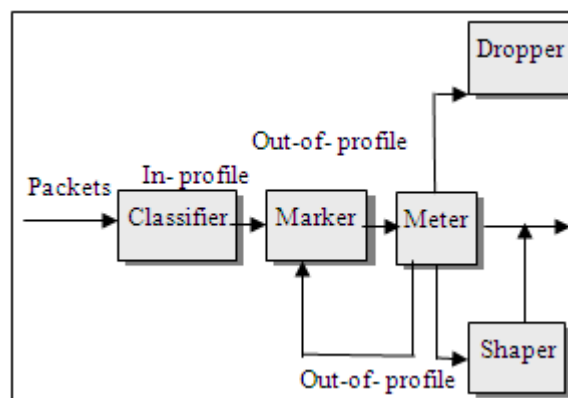 Dropper
Out-of- profile
In- profile
Packets
Classifier
Marker
Meter
Shaper
Out-of- profile